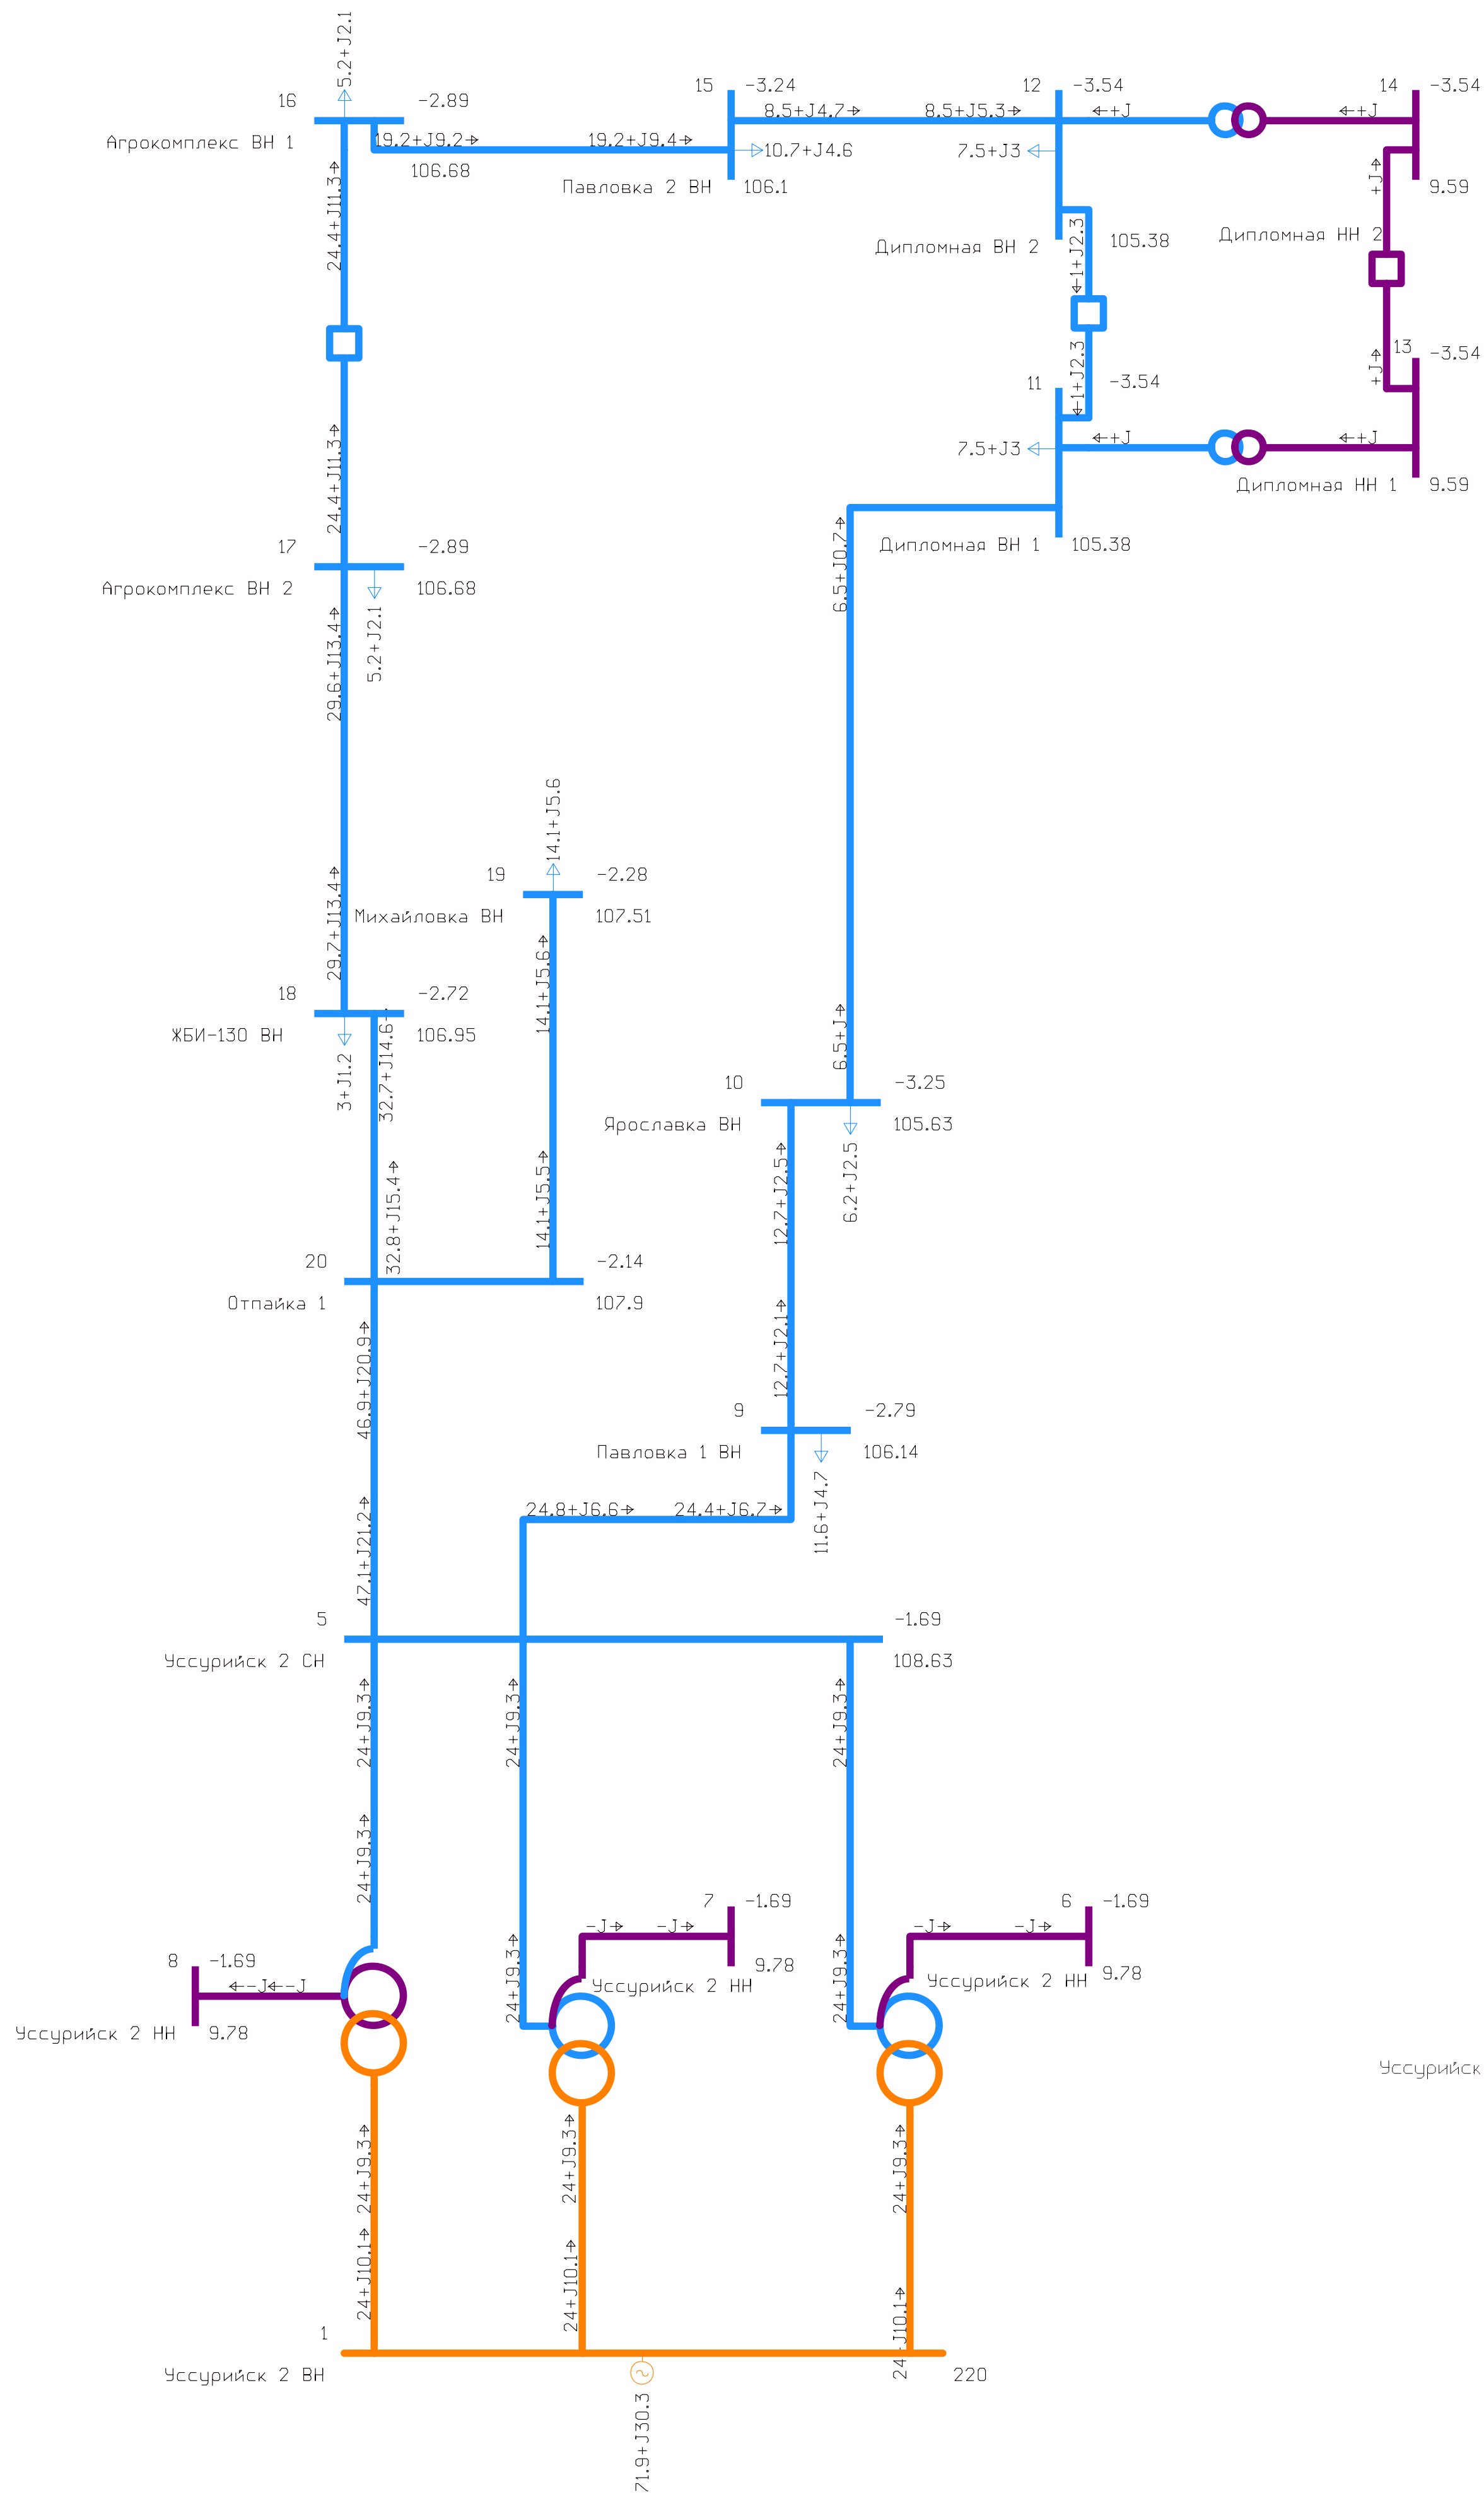 5.2+J2.1
16
-2.89
Агрокомплекс ВН 1
19.2+J9.2
19.2+J9.4
106.68
24.4+J11.3
15
-3.24
8.5+J4.7
8.5+J5.3
10.7+J4.6
Павловка 2 ВН
106.1
12
-3.54
+J
7.5+J3
Дипломная ВН 2
105.38
1+J2.3
14
-3.54
+J
+J
9.59
Дипломная НН 2
1+J2.3
11
-3.54
+J
7.5+J3
Дипломная ВН 1
105.38
13
-3.54
+J
+J
Дипломная НН 1
9.59
24.4+J11.3
17
-2.89
Агрокомплекс ВН 2
106.68
5.2+J2.1
29.6+J13.4
6.5+J0.7
14.1+J5.6
19
-2.28
Михайловка ВН
107.51
29.7+J13.4
14.1+J5.6
18
-2.72
ЖБИ-130 ВН
106.95
3+J1.2
32.7+J14.6
6.5+J
10
-3.25
Ярославка ВН
105.63
12.7+J2.5
6.2+J2.5
32.8+J15.4
14.1+J5.5
20
-2.14
Отпайка 1
107.9
12.7+J2.1
46.9+J20.9
9
-2.79
Павловка 1 ВН
106.14
11.6+J4.7
24.8+J6.6
24.4+J6.7
47.1+J21.2
5
-1.69
Уссурийск 2 СН
108.63
24+J9.3
24+J9.3
24+J9.3
24+J9.3
7
-1.69
-J
-J
9.78
Уссурийск 2 НН
6
-1.69
-J
-J
9.78
Уссурийск 2 НН
24+J9.3
24+J9.3
8
-1.69
-J
-J
Уссурийск 2 НН
9.78
Уссурийск
24+J9.3
24+J9.3
24+J9.3
24+J10.1
24+J10.1
24+J10.1
1
Уссурийск 2 ВН
220
71.9+J30.3